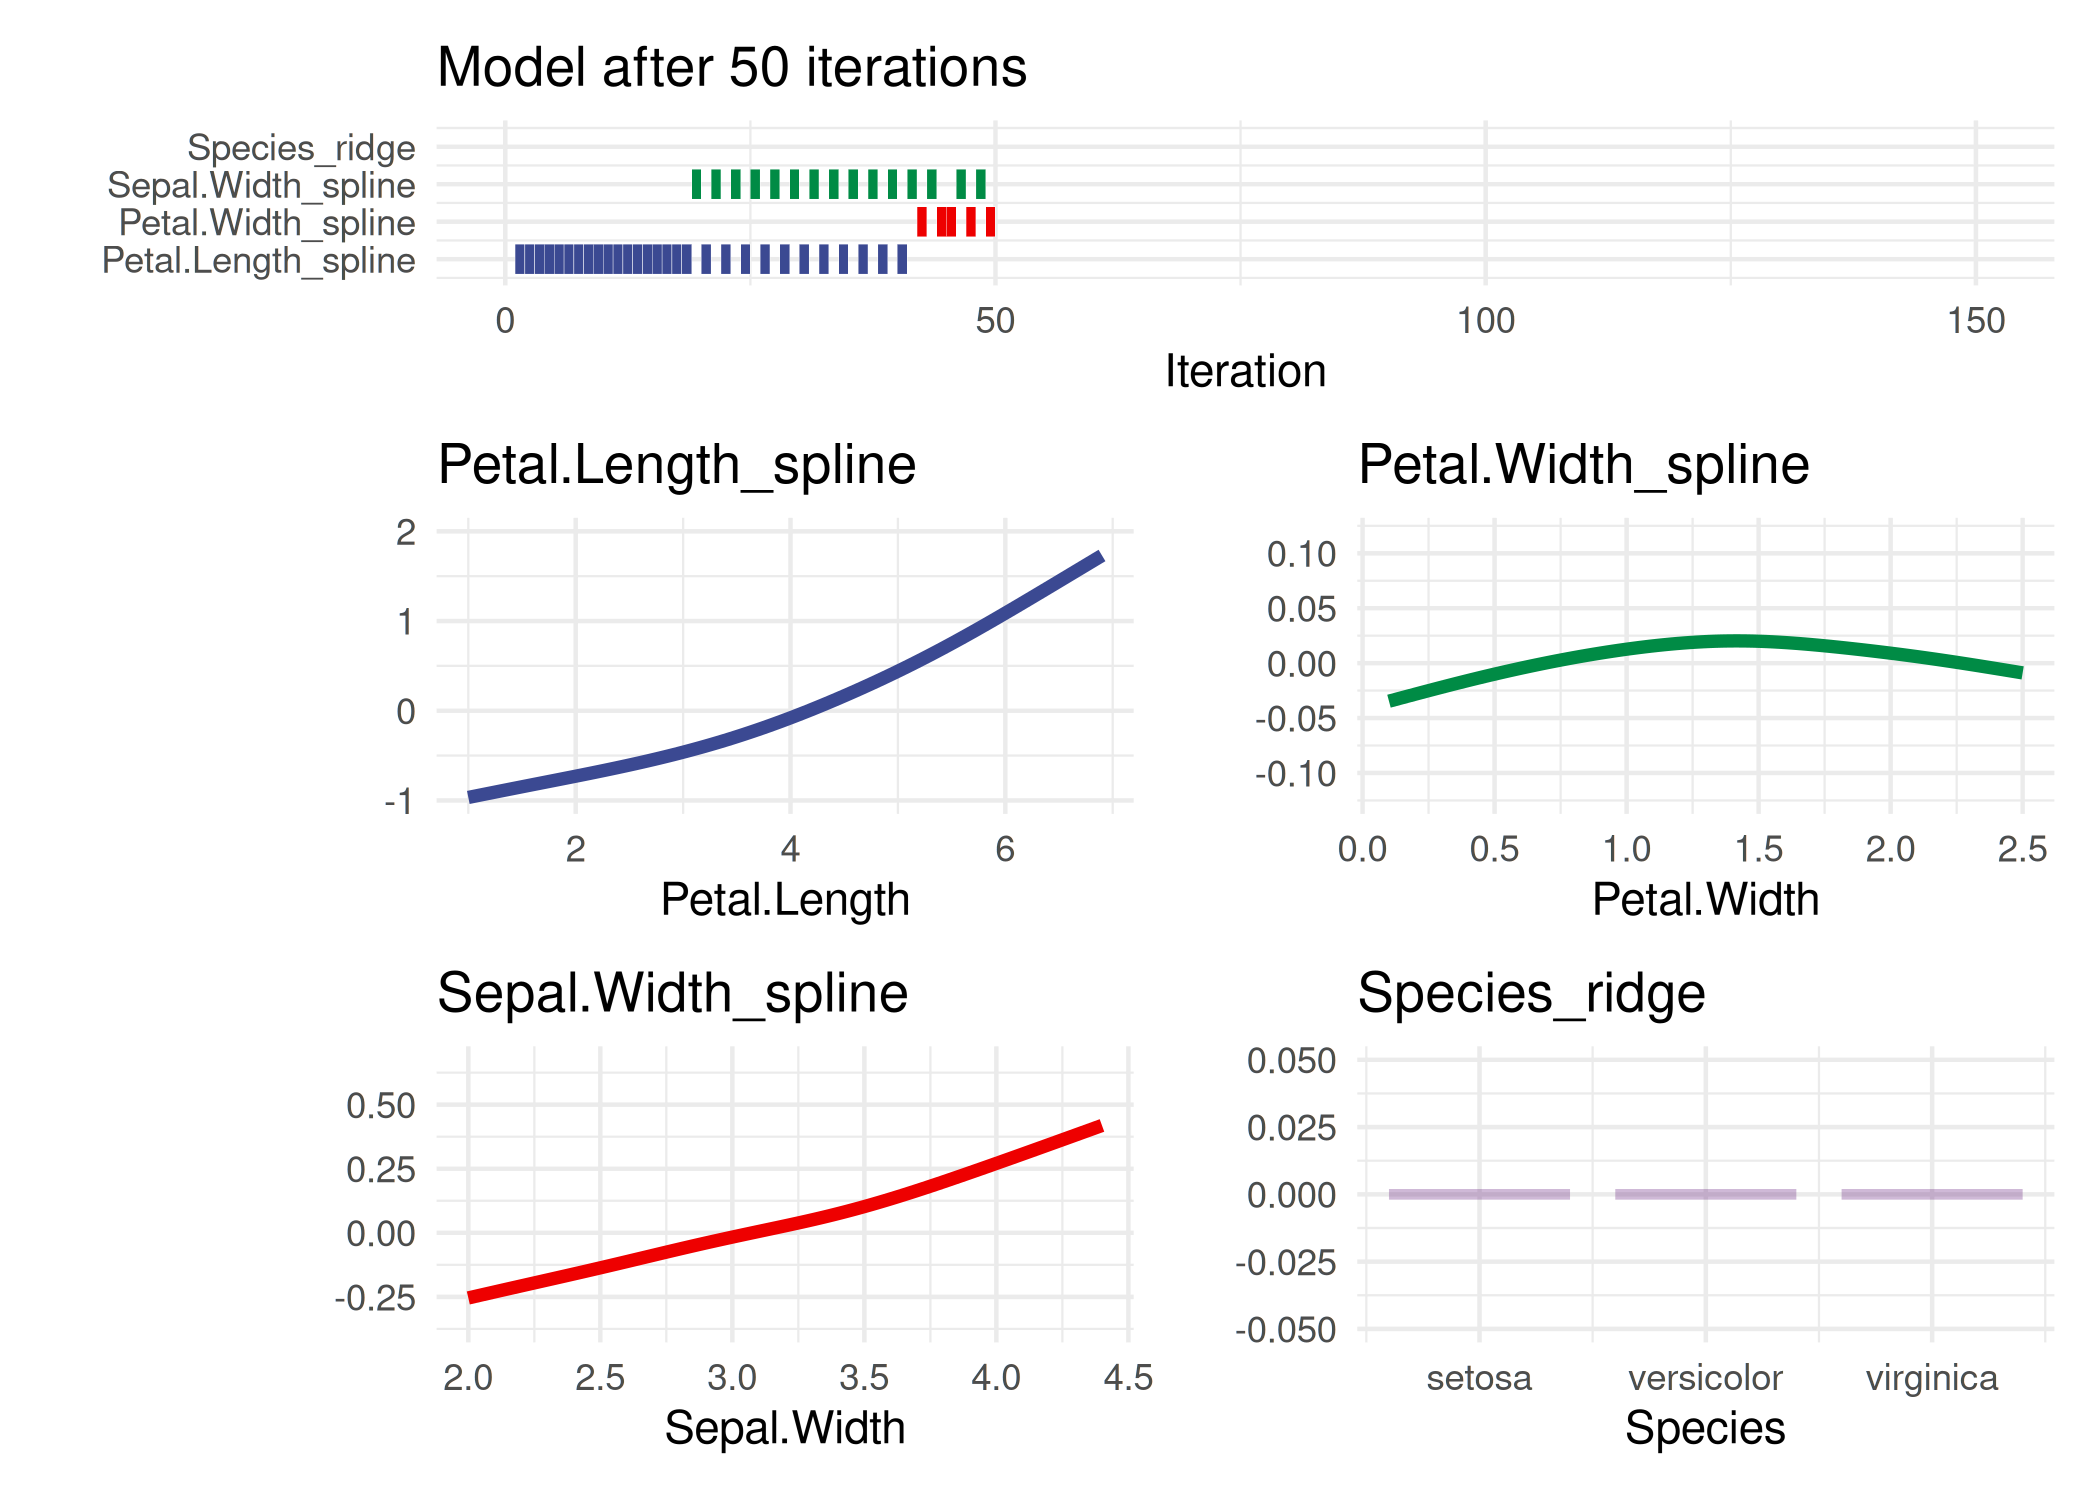 Model after 50 iterations
Species_ridge
Sepal.Width_spline
Petal.Width_spline
Petal.Length_spline
0 50 100 150
Iteration
Petal.Length_spline
2
1
0
-1
2 4 6
Petal.Length
Petal.Width_spline
0.10
0.05
0.00
-0.05
-0.10
0.0 0.5 1.0 1.5 2.0 2.5
Petal.Width
Sepal.Width_spline
0.50
0.25
0.00
-0.25
2.0 2.5 3.0 3.5 4.0 4.5
Sepal.Width
Species_ridge
0.050
0.025
0.000
-0.025
-0.050
setosa versicolor virginica
Species